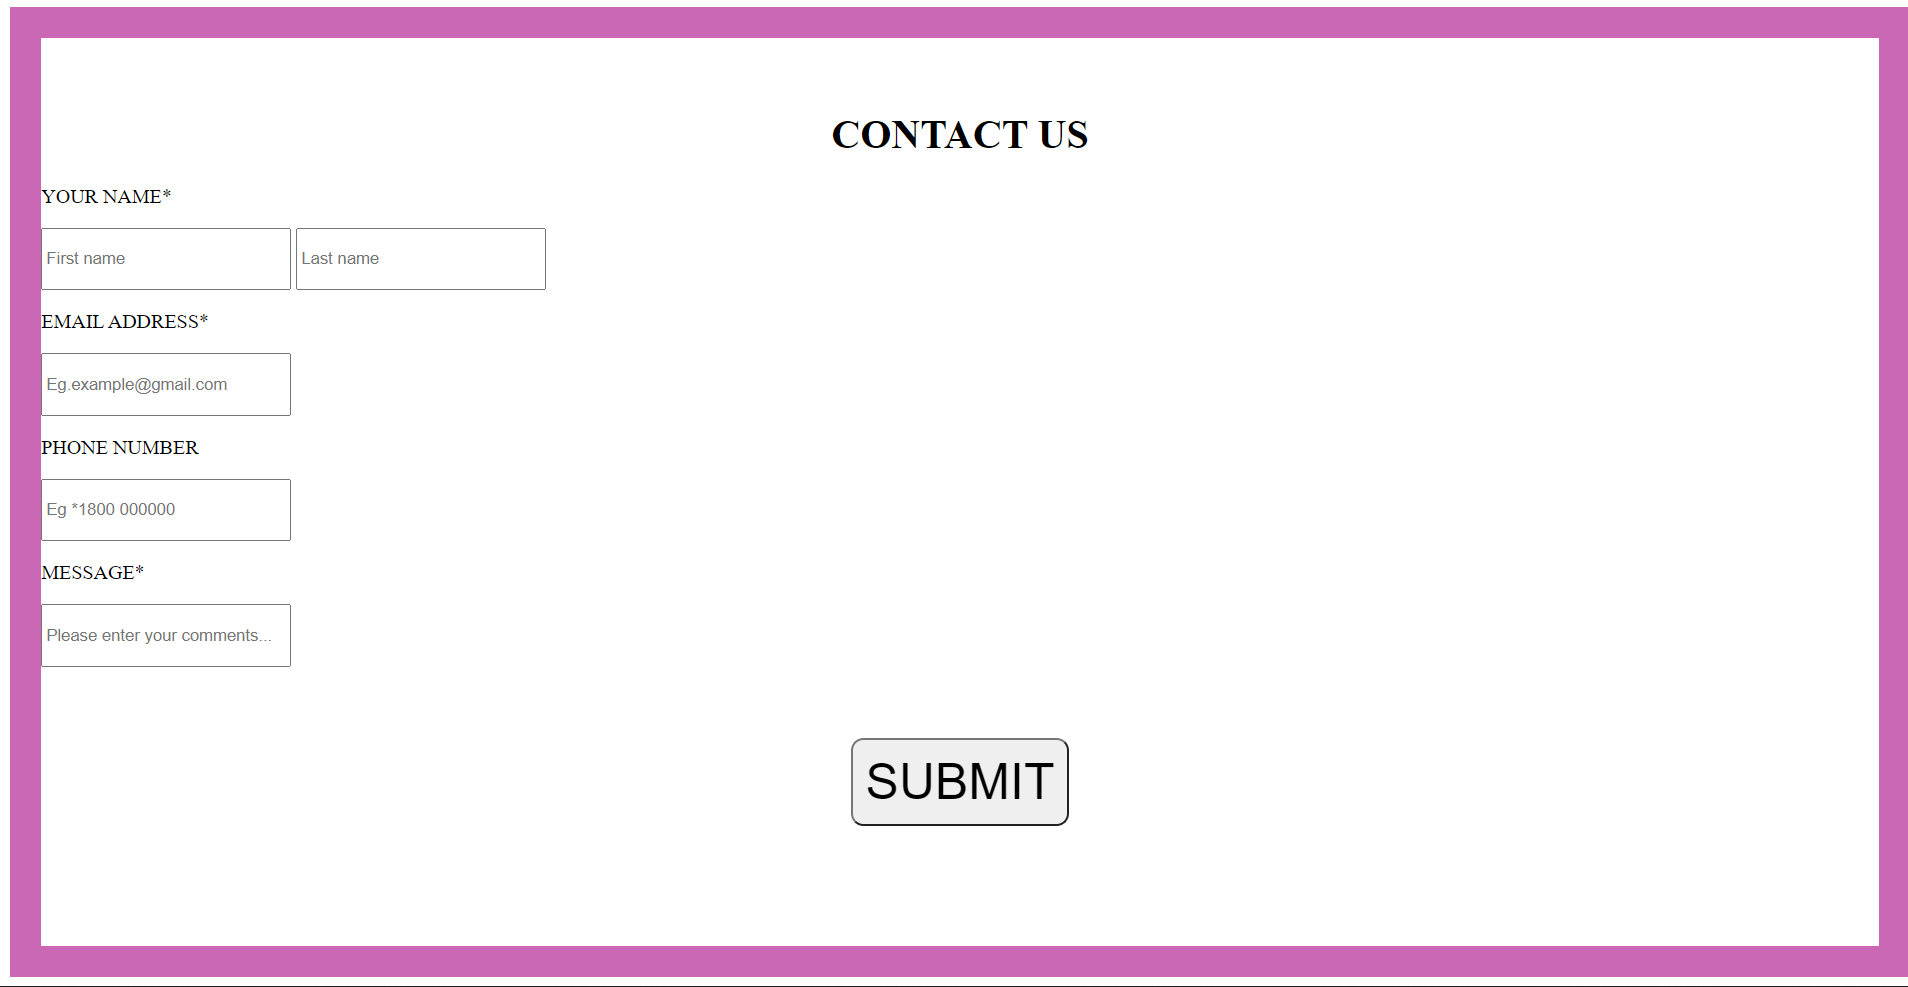 CONTACT US
YOUR NAME*
First name Last name
EMAIL ADDRESS*
Eg.example@gmail.com
PHONE NUMBER
Eg *1800 000000
MESSAGE*
Please enter your comments...
SUBMIT